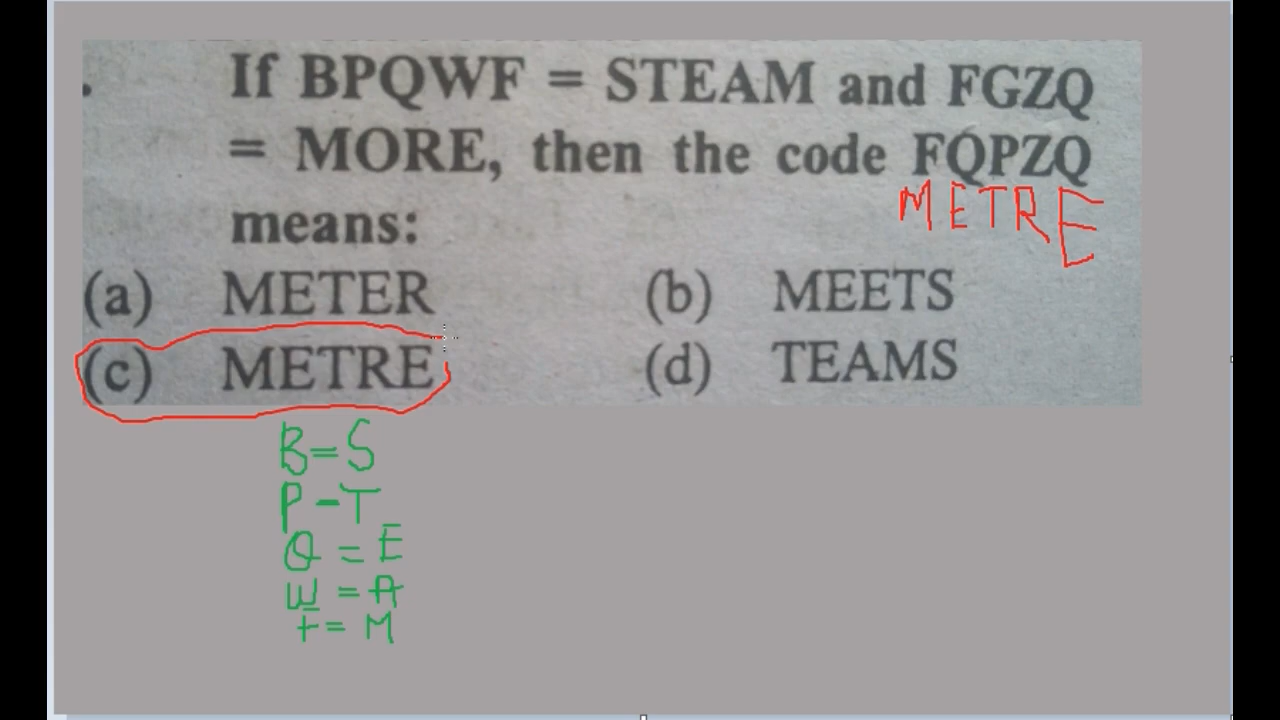 If BPQWF = STEAM and FGZQ
= MORE, then the code FQPZQ
METRE
means:
(a) METER (b) MEETS
(c) METRE (d) TEAMS
B=S
P-T
Q=E
W=A
F=M